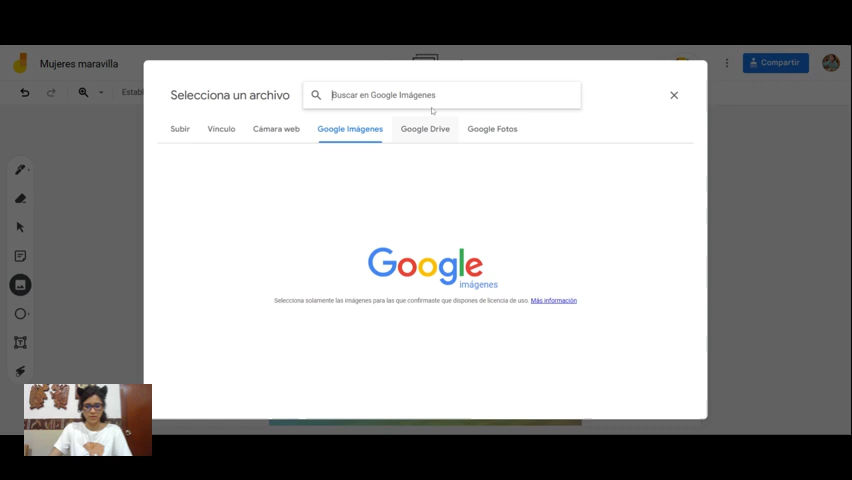 Mujeres maravilla
Compartir
Establ
Selecciona un archivo
Buscar en Google Imágenes
Subir
Vínculo
Cámara web
Google Imágenes
Google Drive
Google Fotos
Google
imágenes
Selecciona solamente las imágenes para las que confirmaste que dispones de licencia de uso. Más información